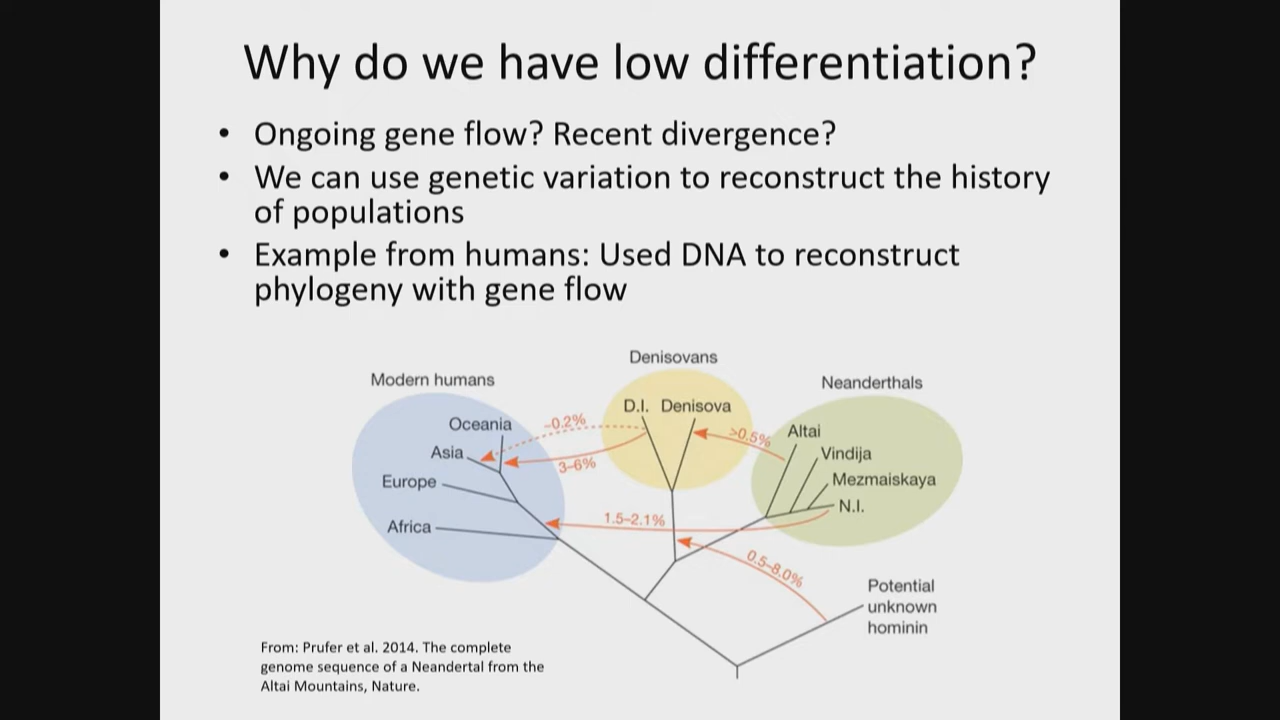 Why do we have low differentiation?
• Ongoing gene flow? Recent divergence?
• We can use genetic variation to reconstruct the history
of populations
• Example from humans: Used DNA to reconstruct
phylogeny with gene flow
Denisovans
Modern humans
Neanderthals
D.I. Denisova
Oceania
~0.2%
>0.5%
Altai
Asia
3–6%
Vindija
Europe
Mezmaiskaya
N.I.
Africa
1.5–2.1%
0.5–8.0%
Potential
unknown
hominin
From: Prufer et al. 2014. The complete
genome sequence of a Neandertal from the
Altai Mountains, Nature.